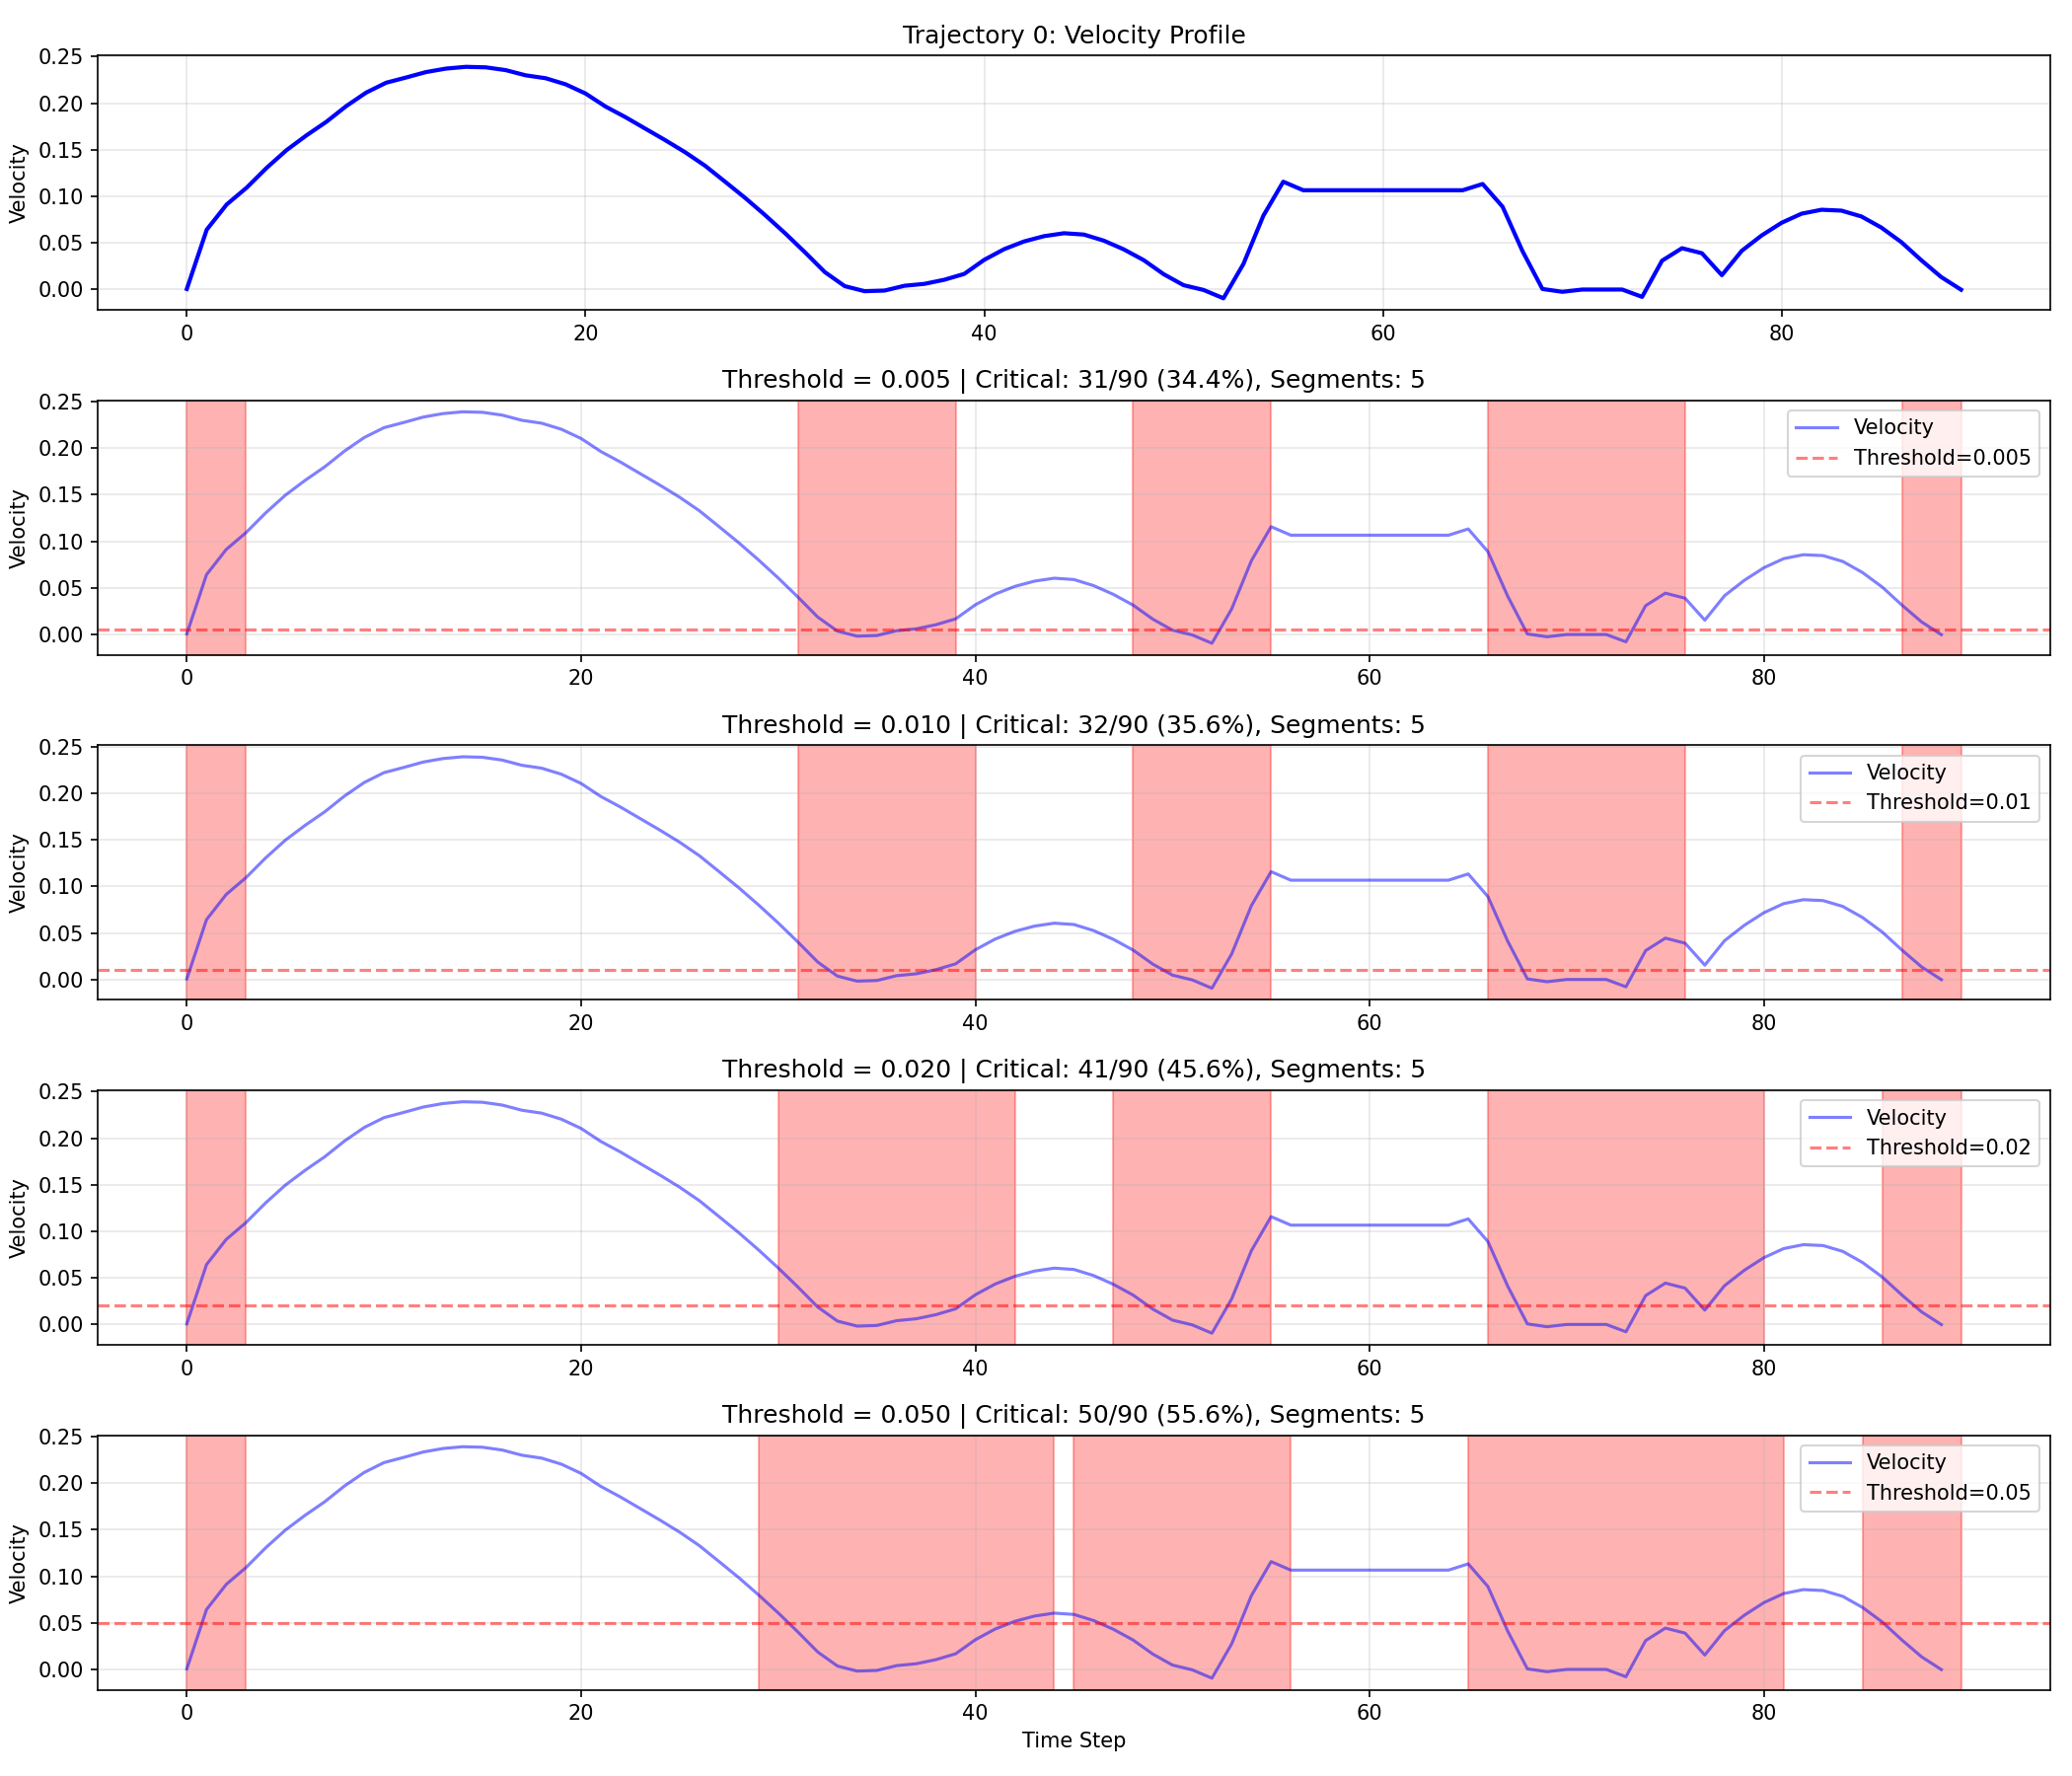 Trajectory 0: Velocity Profile
0.25
0.20
0.15
0.10
0.05
0.00
Velocity
0 20 40 60 80
Threshold = 0.005 | Critical: 31/90 (34.4%), Segments: 5
0.25
0.20
0.15
0.10
0.05
0.00
Velocity
Velocity
Threshold=0.005
0 20 40 60 80
Threshold = 0.010 | Critical: 32/90 (35.6%), Segments: 5
0.25
0.20
0.15
0.10
0.05
0.00
Velocity
Velocity
Threshold=0.01
0 20 40 60 80
Threshold = 0.020 | Critical: 41/90 (45.6%), Segments: 5
0.25
0.20
0.15
0.10
0.05
0.00
Velocity
Velocity
Threshold=0.02
0 20 40 60 80
Threshold = 0.050 | Critical: 50/90 (55.6%), Segments: 5
0.25
0.20
0.15
0.10
0.05
0.00
Velocity
Velocity
Threshold=0.05
0 20 40 60 80
Time Step